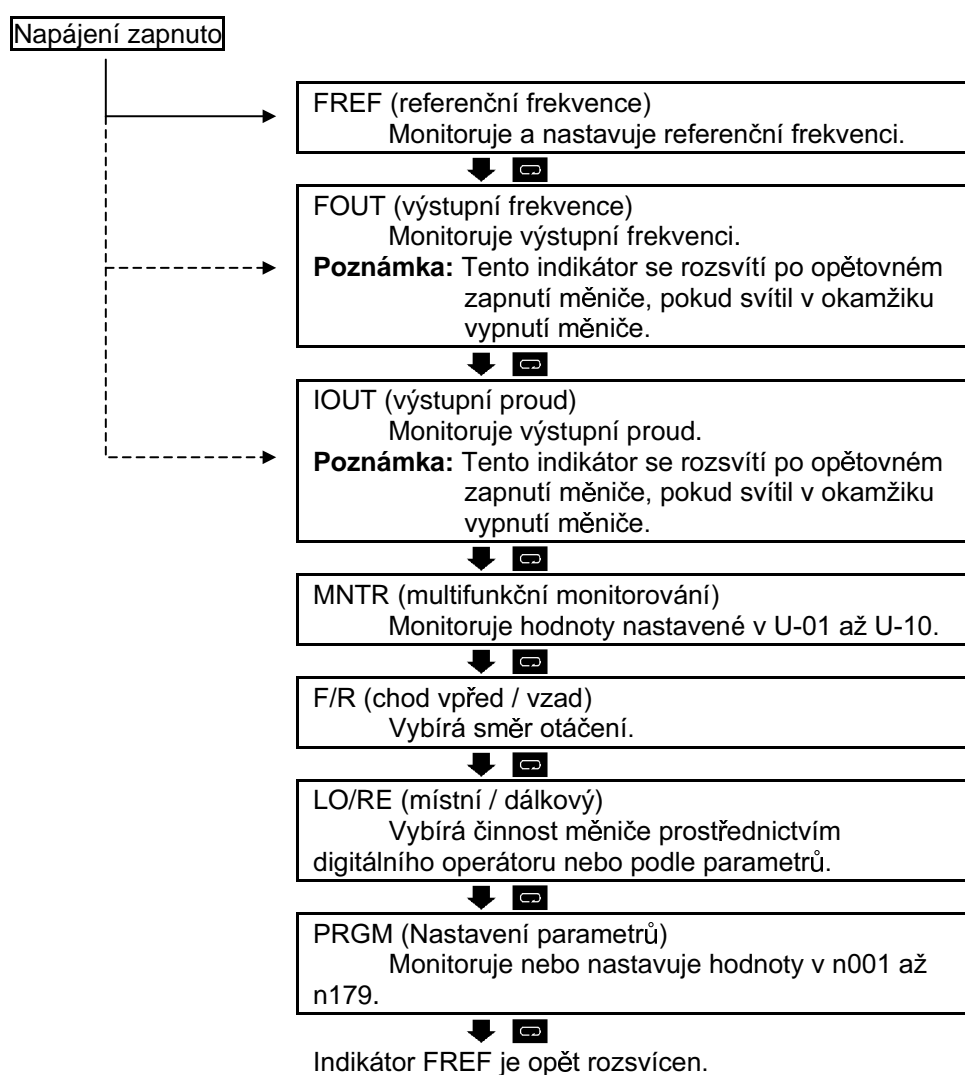 Napájení zapnuto
FREF (referenční frekvence)
Monitoruje a nastavuje referenční frekvenci.
FOUT (výstupní frekvence)
Monitoruje výstupní frekvenci.
Poznámka: Tento indikátor se rozsvítí po opětovném
zapnutí měniče, pokud svítil v okamžiku
vypnutí měniče.
IOUT (výstupní proud)
Monitoruje výstupní proud.
Poznámka: Tento indikátor se rozsvítí po opětovném
zapnutí měniče, pokud svítil v okamžiku
vypnutí měniče.
MNTR (multifunkční monitorování)
Monitoruje hodnoty nastavené v U-01 až U-10.
F/R (chod vpřed / vzad)
Vybírá směr otáčení.
LO/RE (místní / dálkový)
Vybírá činnost měniče prostřednictvím
digitálního operátoru nebo podle parametrů.
PRGM (Nastavení parametrů)
Monitoruje nebo nastavuje hodnoty v n001 až
n179.
Indikátor FREF je opět rozsvícen.